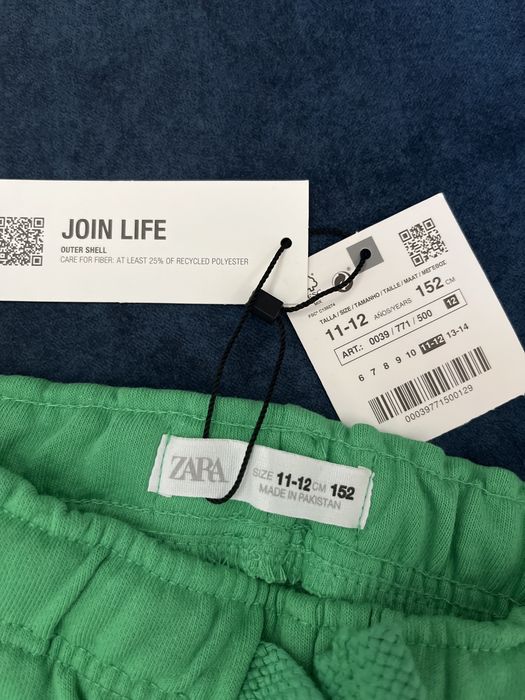 JOIN LIFE
OUTER SHELL
CARE FOR FIBER: AT LEAST 25% OF RECYCLED POLYESTER
TALLA / SIZE / TAMANHO / TAILLE / MAAT / ΜΕΓΕΘΟΣ
11-12 AÑOS/YEARS 152 CM
ART.: 0039 / 771 / 500 12
6 7 8 9 10 11-12 13-14
00039771500129
ZARA
SIZE 11-12 CM 152
MADE IN PAKISTAN